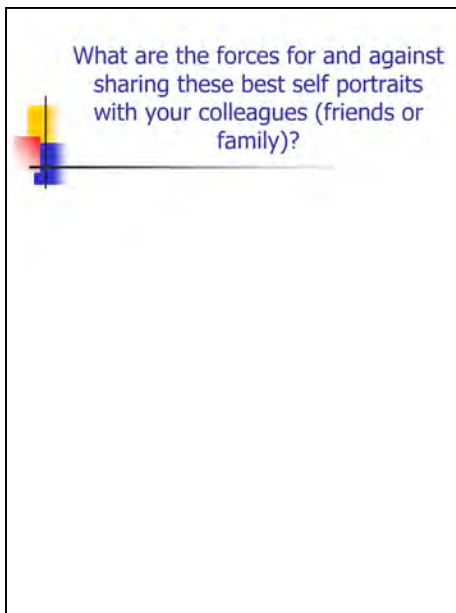 What are the forces for and against
sharing these best self portraits
with your colleagues (friends or
family)?